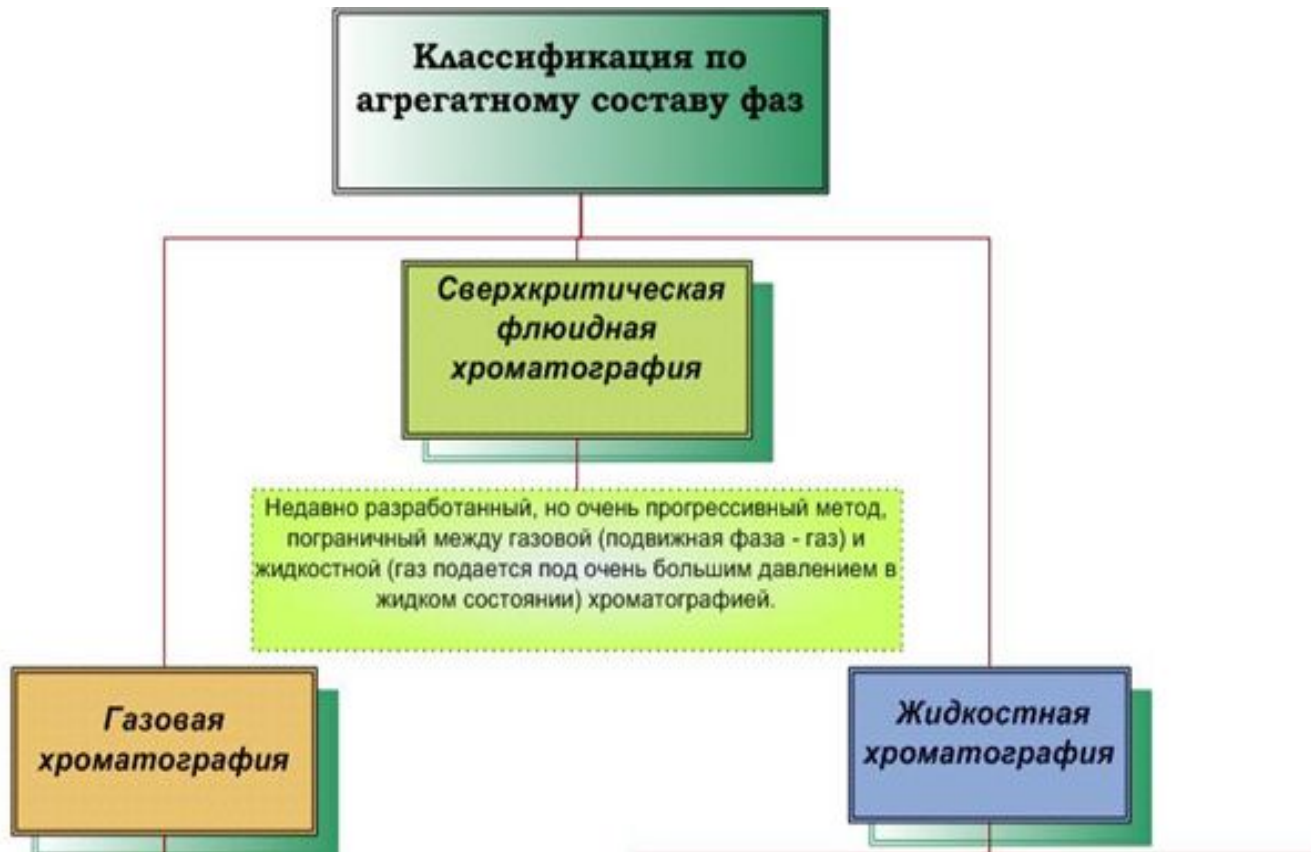 Классификация по
агрегатному составу фаз
Сверхкритическая
флюидная
хроматография
Недавно разработанный, но очень прогрессивный метод,
пограничный между газовой (подвижная фаза - газ) и
жидкостной (газ подается под очень большим давлением в
жидком состоянии) хроматографией.
Газовая
хроматография
Жидкостная
хроматография